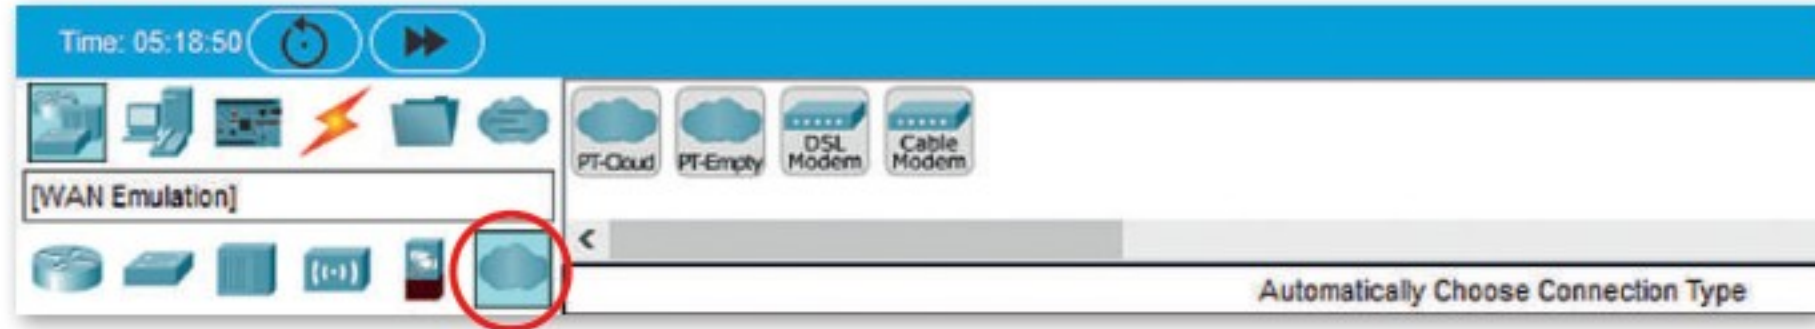 Time: 05:18:50
PT-Cloud PT-Empty DSL Modem Cable Modem
[WAN Emulation]
Automatically Choose Connection Type